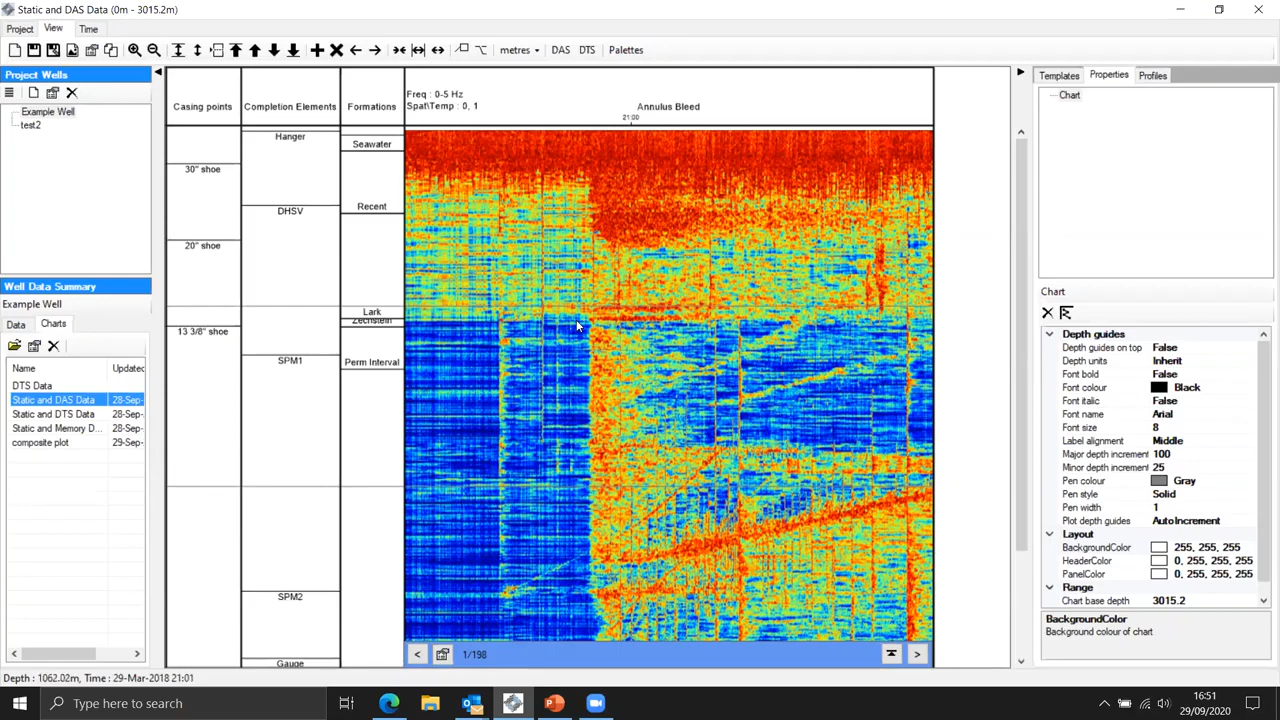 Static and DAS Data (0m - 3015.2m)
Project View Time
metres DAS DTS Palettes
Project Wells
Example Well
test2
Well Data Summary
Example Well
Data Charts
Name Updated
DTS Data
Static and DAS Data 28-Sep-
Static and DTS Data 28-Sep-
Static and Memory D... 28-Sep-
composite plot 29-Sep-
Casing points Completion Elements Formations
Freq : 0-5 Hz
Spat\Temp : 0, 1
Annulus Bleed
21:00
Hanger
Seawater
30" shoe
DHSV
Recent
20" shoe
Lark
Zechstein
13 3/8" shoe
SPM1
Perm Interval
SPM2
Gauge
< 1/198 >
Templates Properties Profiles
Chart
Chart
Depth guides
Depth guides on top False
Depth units Inherit
Font bold False
Font colour Black
Font italic False
Font name Arial
Font size 8
Label alignment Middle
Major depth increment 100
Minor depth increment 25
Pen colour Gray
Pen style Solid
Pen width 1
Plot depth guides AutoIncrement
Layout
BackgroundColor 255, 255, 255
HeaderColor 0, 255, 255, 255
PanelColor 0, 255, 255, 255
Range
Chart base depth 3015.2
BackgroundColor
Background colour of chart
Depth : 1062.02m, Time : 29-Mar-2018 21:01
Type here to search
16:51
29/09/2020